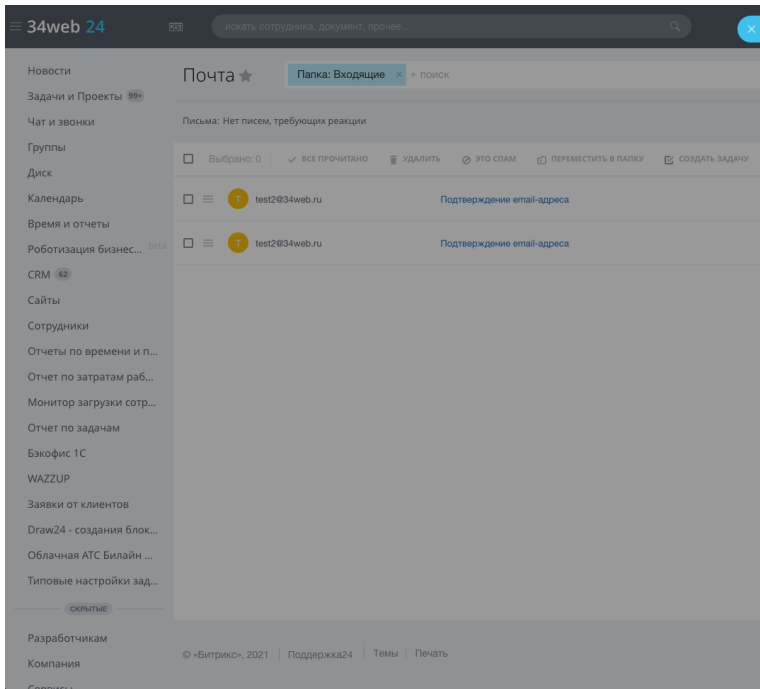 34web 24
искать сотрудника, документ, прочее...
Новости
Задачи и Проекты 99+
Чат и звонки
Группы
Диск
Календарь
Время и отчеты
Роботизация бизнес... beta
CRM 62
Сайты
Сотрудники
Отчеты по времени и п...
Отчет по затратам раб...
Монитор загрузки сотр...
Отчет по задачам
Бэкофис 1С
WAZZUP
Заявки от клиентов
Draw24 - создания блок...
Облачная АТС Билайн ...
Типовые настройки зад...
СКРЫТЫЕ
Разработчикам
Компания
Сервисы
Почта
Папка: Входящие × + поиск
Письма: Нет писем, требующих реакции
Выбрано: 0 ВСЕ ПРОЧИТАНО УДАЛИТЬ ЭТО СПАМ ПЕРЕМЕСТИТЬ В ПАПКУ СОЗДАТЬ ЗАДАЧУ
T test2@34web.ru Подтверждение email-адреса
T test2@34web.ru Подтверждение email-адреса
© «Битрикс», 2021 Поддержка24 Темы Печать